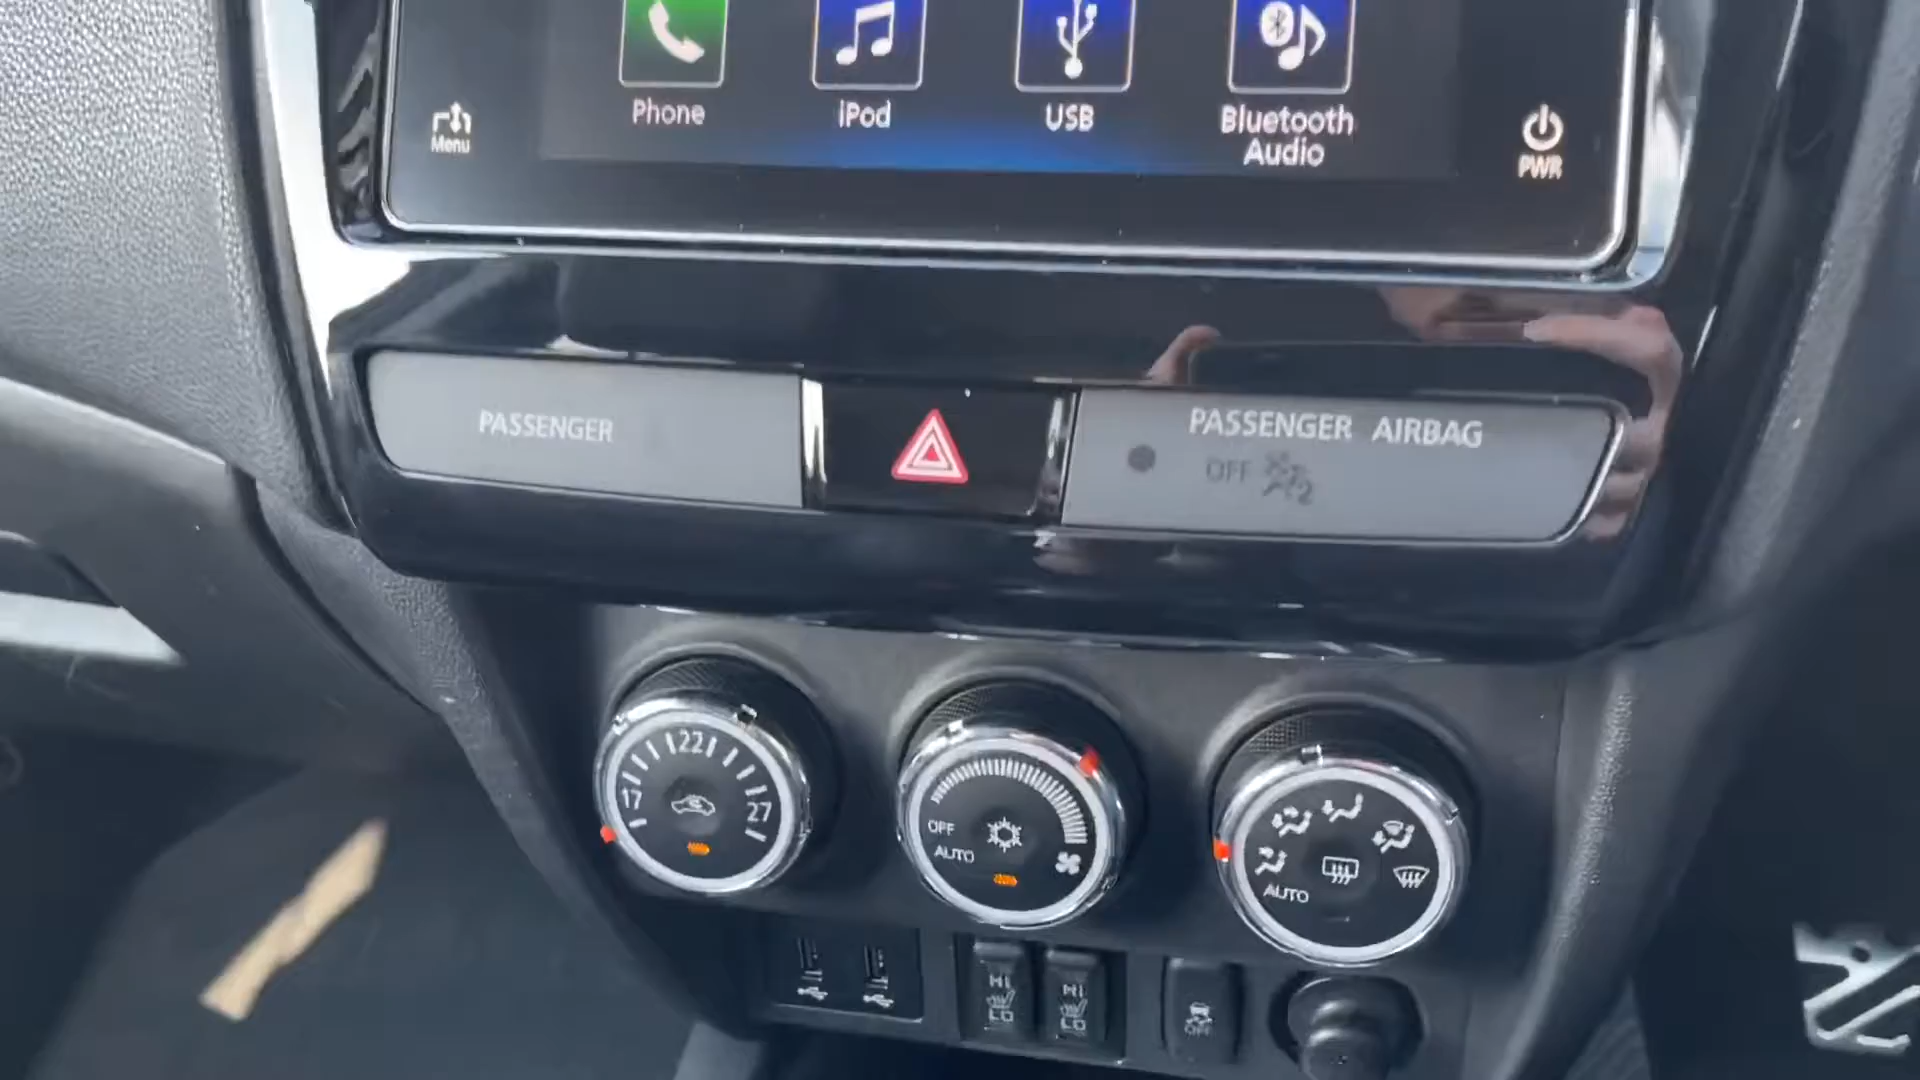 Phone
iPod
USB
Bluetooth
Audio
Menu
PWR
PASSENGER
PASSENGER AIRBAG
OFF
2
22
17
27
OFF
AUTO
AUTO
HI
LO
HI
LO
OFF